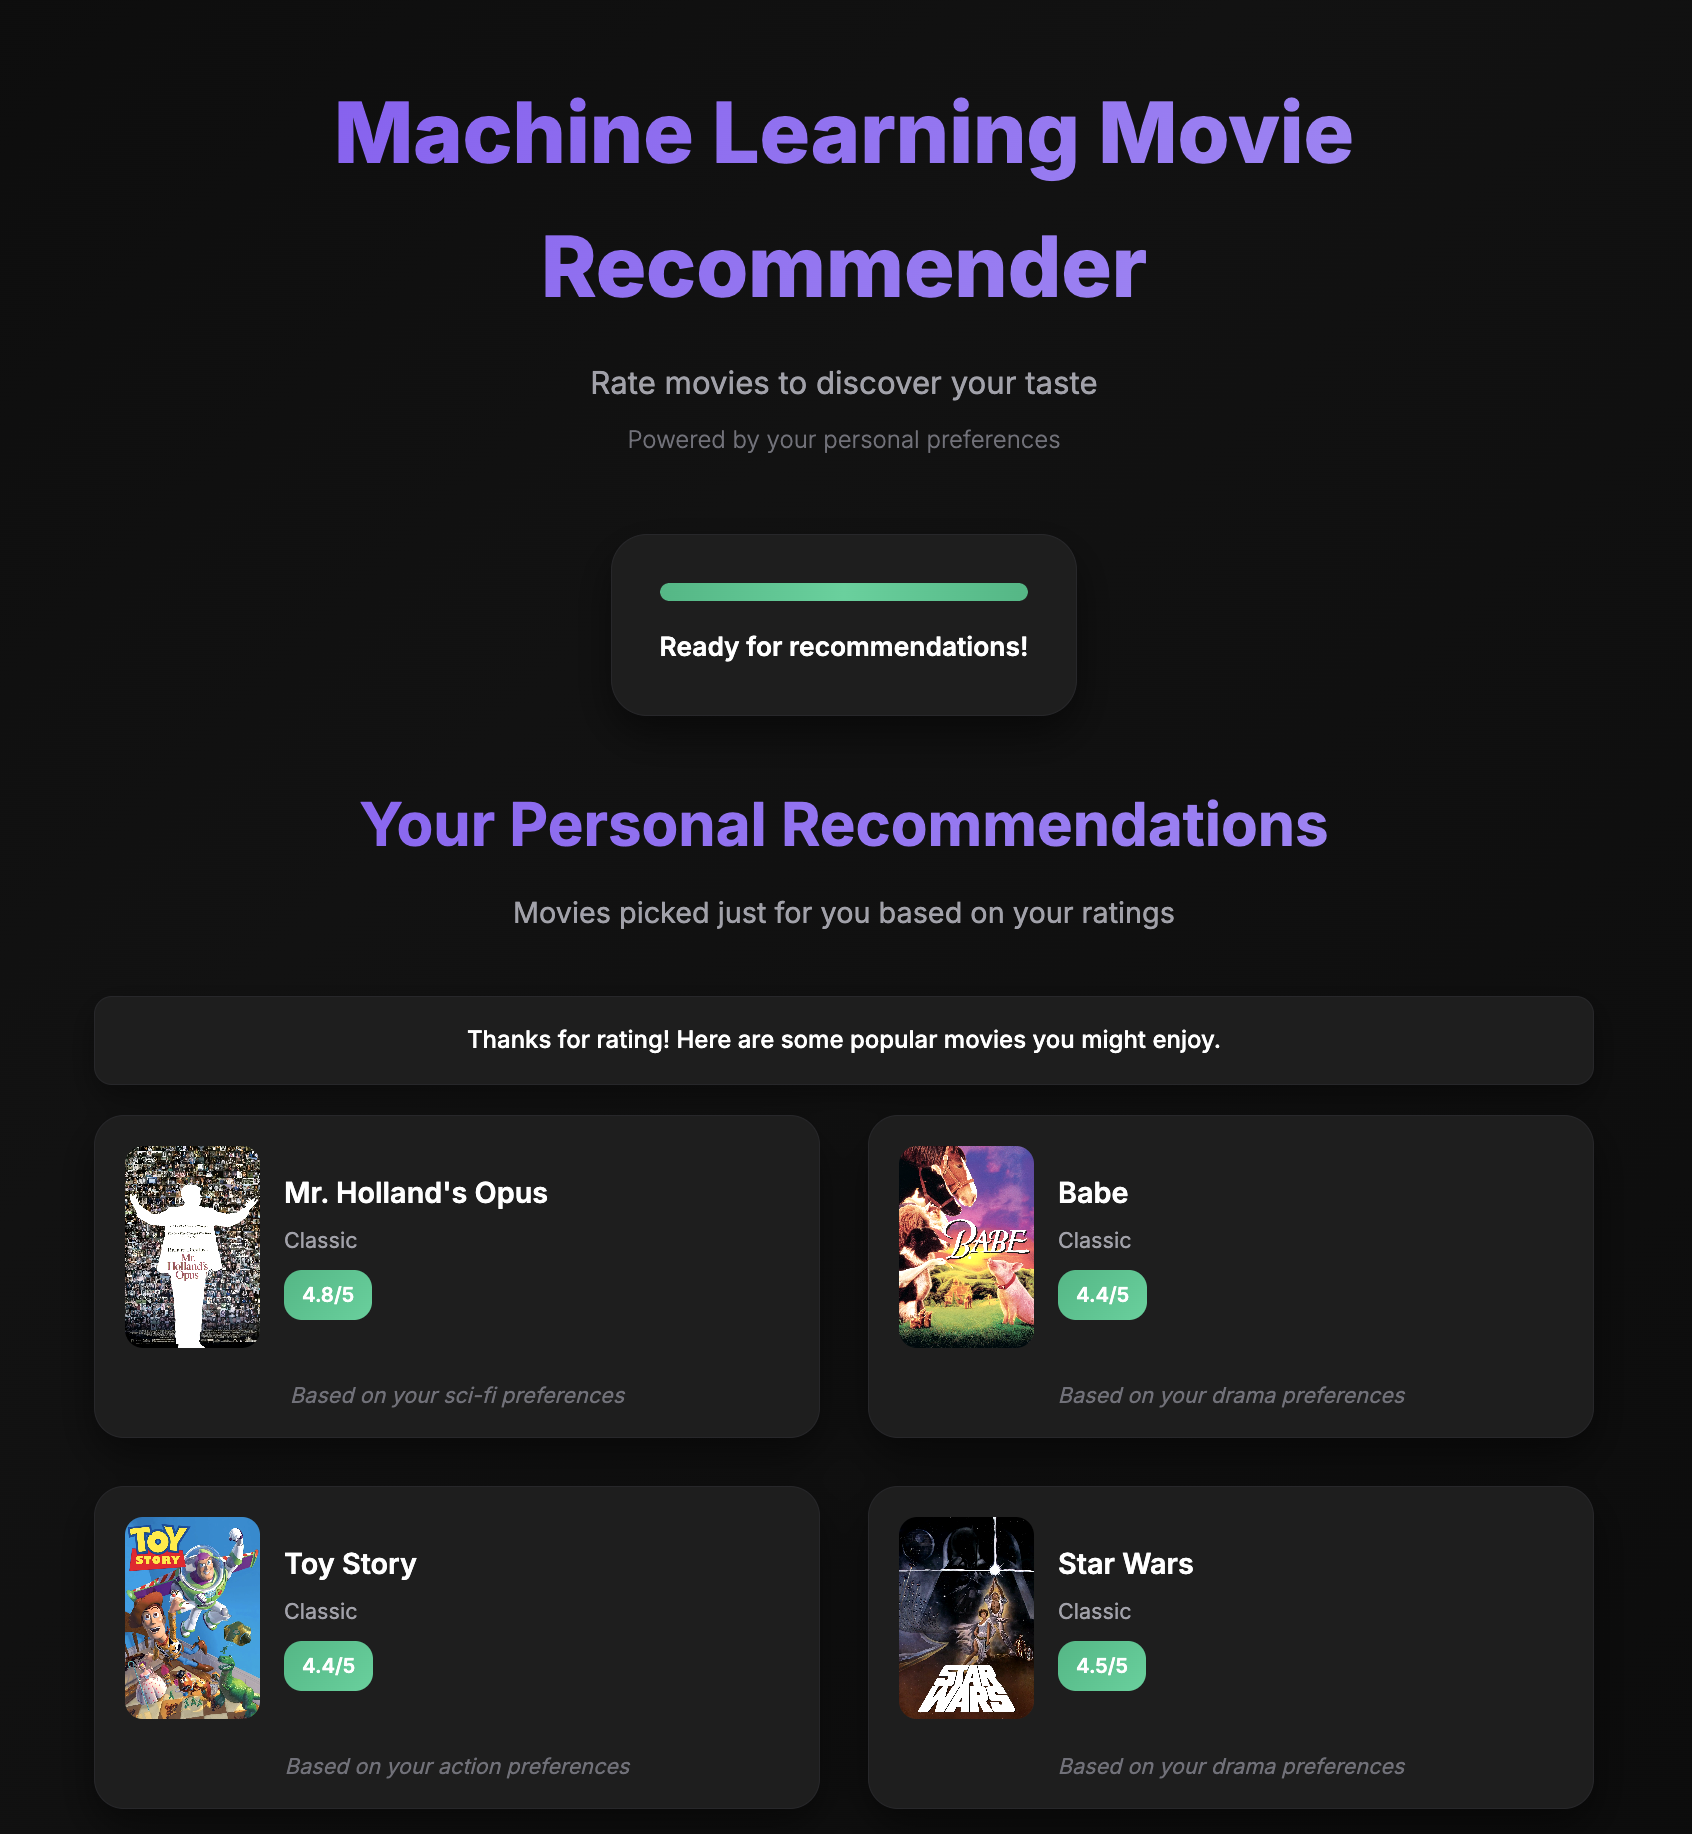 Machine Learning Movie
Recommender
Rate movies to discover your taste
Powered by your personal preferences
Ready for recommendations!
Your Personal Recommendations
Movies picked just for you based on your ratings
Thanks for rating! Here are some popular movies you might enjoy.
Mr.
Holland's
Opus
Mr. Holland's Opus
Classic
4.8/5
Based on your sci-fi preferences
BABE
Babe
Classic
4.4/5
Based on your drama preferences
TOY
STORY
Toy Story
Classic
4.4/5
Based on your action preferences
STAR
WARS
Star Wars
Classic
4.5/5
Based on your drama preferences